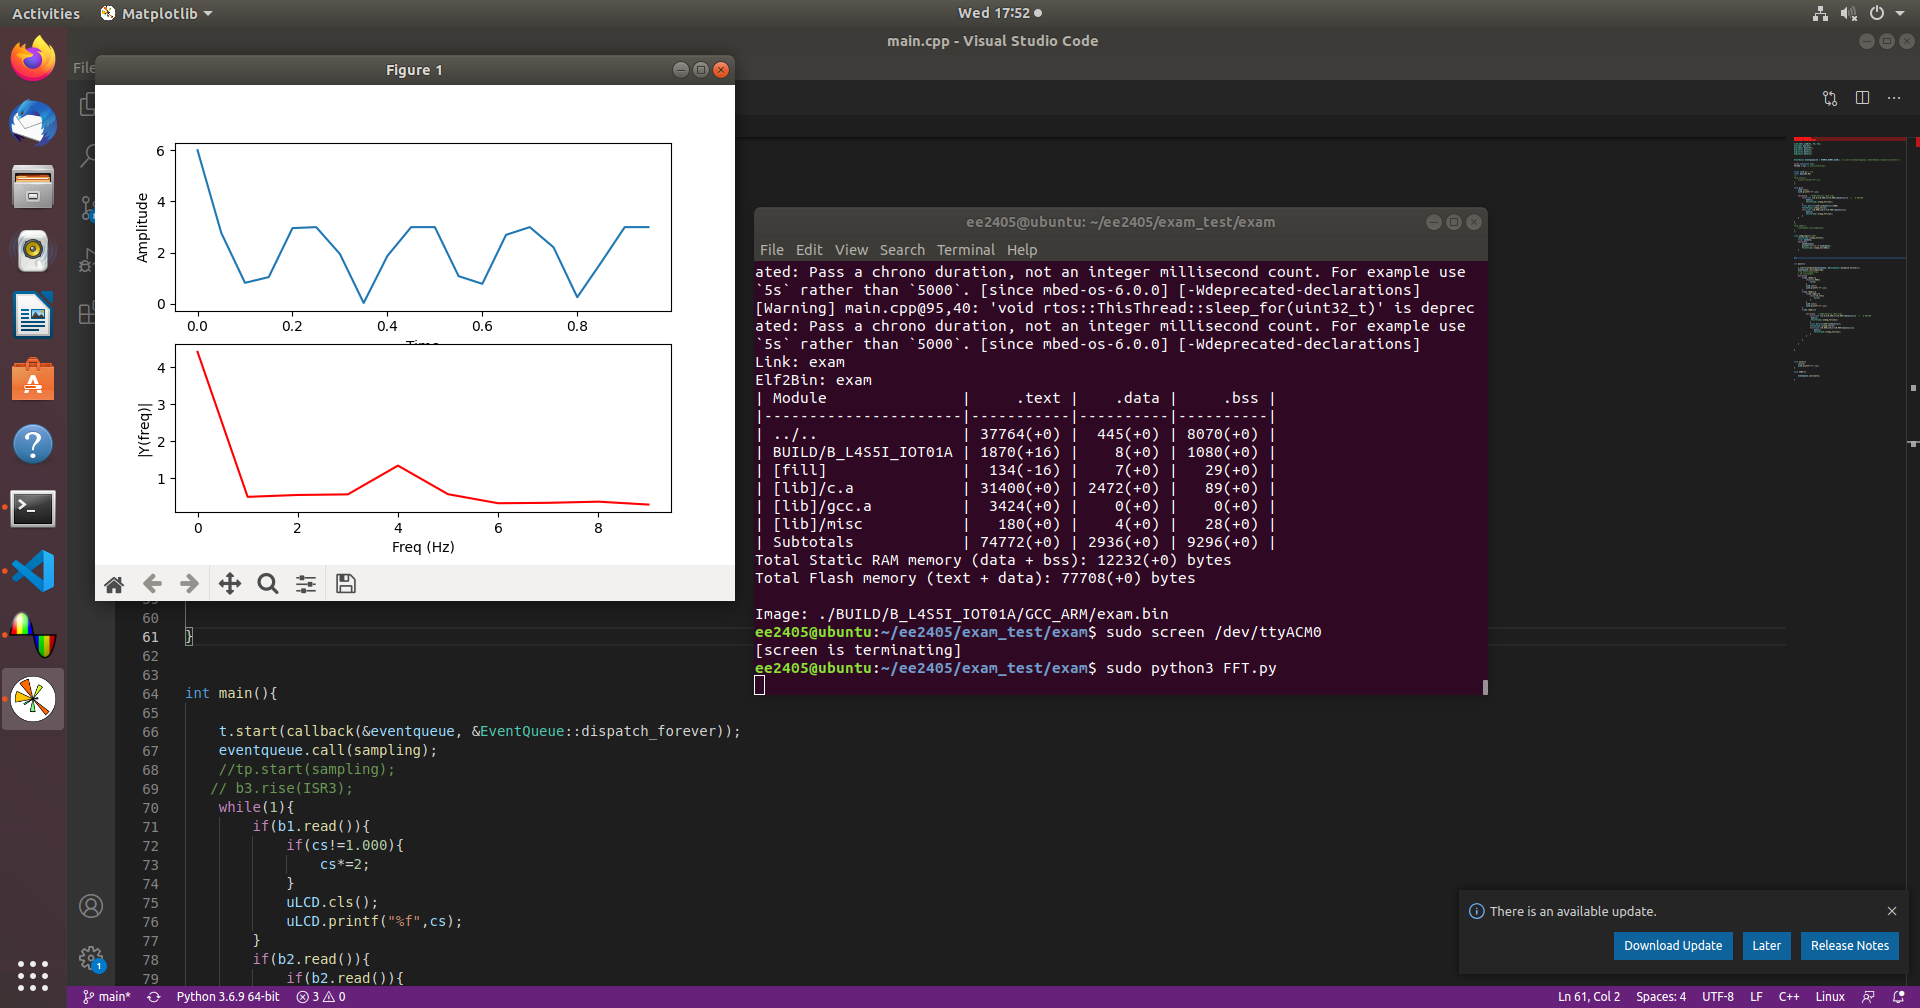 Activities
Matplotlib
Wed 17:52
main.cpp - Visual Studio Code
File
Figure 1
6
4
2
0
Amplitude
0.0 0.2 0.4 0.6 0.8
4
3
2
1
|Y(freq)|
0 2 4 6 8
Freq (Hz)
ee2405@ubuntu: ~/ee2405/exam_test/exam
File Edit View Search Terminal Help
ated: Pass a chrono duration, not an integer millisecond count. For example use
`5s` rather than `5000`. [since mbed-os-6.0.0] [-Wdeprecated-declarations]
[Warning] main.cpp@95,40: 'void rtos::ThisThread::sleep_for(uint32_t)' is deprec
ated: Pass a chrono duration, not an integer millisecond count. For example use
`5s` rather than `5000`. [since mbed-os-6.0.0] [-Wdeprecated-declarations]
Link: exam
Elf2Bin: exam
| Module | .text | .data | .bss |
|----------------------|-----------|----------|----------|
| ../.. | 37764(+0) | 445(+0) | 8070(+0) |
| BUILD/B_L4S5I_IOT01A | 1870(+16) | 8(+0) | 1080(+0) |
| [fill] | 134(-16) | 7(+0) | 29(+0) |
| [lib]/c.a | 31400(+0) | 2472(+0) | 89(+0) |
| [lib]/gcc.a | 3424(+0) | 0(+0) | 0(+0) |
| [lib]/misc | 180(+0) | 4(+0) | 28(+0) |
| Subtotals | 74772(+0) | 2936(+0) | 9296(+0) |
Total Static RAM memory (data + bss): 12232(+0) bytes
Total Flash memory (text + data): 77708(+0) bytes
Image: ./BUILD/B_L4S5I_IOT01A/GCC_ARM/exam.bin
ee2405@ubuntu:~/ee2405/exam_test/exam$ sudo screen /dev/ttyACM0
[screen is terminating]
ee2405@ubuntu:~/ee2405/exam_test/exam$ sudo python3 FFT.py
60
61 }
62
63
64 int main(){
65
66 t.start(callback(&eventqueue, &EventQueue::dispatch_forever));
67 eventqueue.call(sampling);
68 //tp.start(sampling);
69 // b3.rise(ISR3);
70 while(1){
71 if(b1.read()){
72 if(cs!=1.000){
73 cs*=2;
74 }
75 uLCD.cls();
76 uLCD.printf("%f",cs);
77 }
78 if(b2.read()){
79 if(b2.read()){
1
There is an available update.
Download Update Later Release Notes
main* Python 3.6.9 64-bit 3 0 Ln 61, Col 2 Spaces: 4 UTF-8 LF C++ Linux